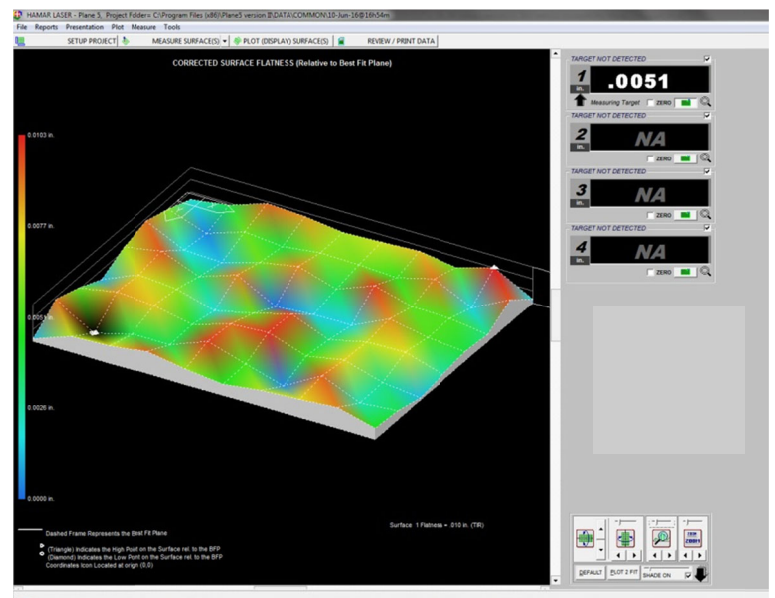 HAMAR LASER - Plane 5, Project Folder= C:\Program Files (x86)\Plane5 version II\DATA\COMMON\10-Jun-16@16h54m
File Reports Presentation Plot Measure Tools
SETUP PROJECT MEASURE SURFACE(S) PLOT (DISPLAY) SURFACE(S) REVIEW / PRINT DATA
CORRECTED SURFACE FLATNESS (Relative to Best Fit Plane)
0.0103 in.
0.0077 in.
0.0051 in.
0.0026 in.
0.0000 in.
Surface 1 Flatness = .010 in. (TIR)
Dashed Frame Represents the Best Fit Plane
(Triangle) Indicates the High Point on the Surface rel. to the BFP
(Diamond) Indicates the Low Point on the Surface rel. to the BFP
Coordinates Icon Located at origin (0,0)
TARGET NOT DETECTED
1
in.
.0051
Measuring Target ZERO
TARGET NOT DETECTED
2
in.
NA
ZERO
TARGET NOT DETECTED
3
in.
NA
ZERO
TARGET NOT DETECTED
4
in.
NA
ZERO
ZOOM
DEFAULT PLOT 2 FIT SHADE ON